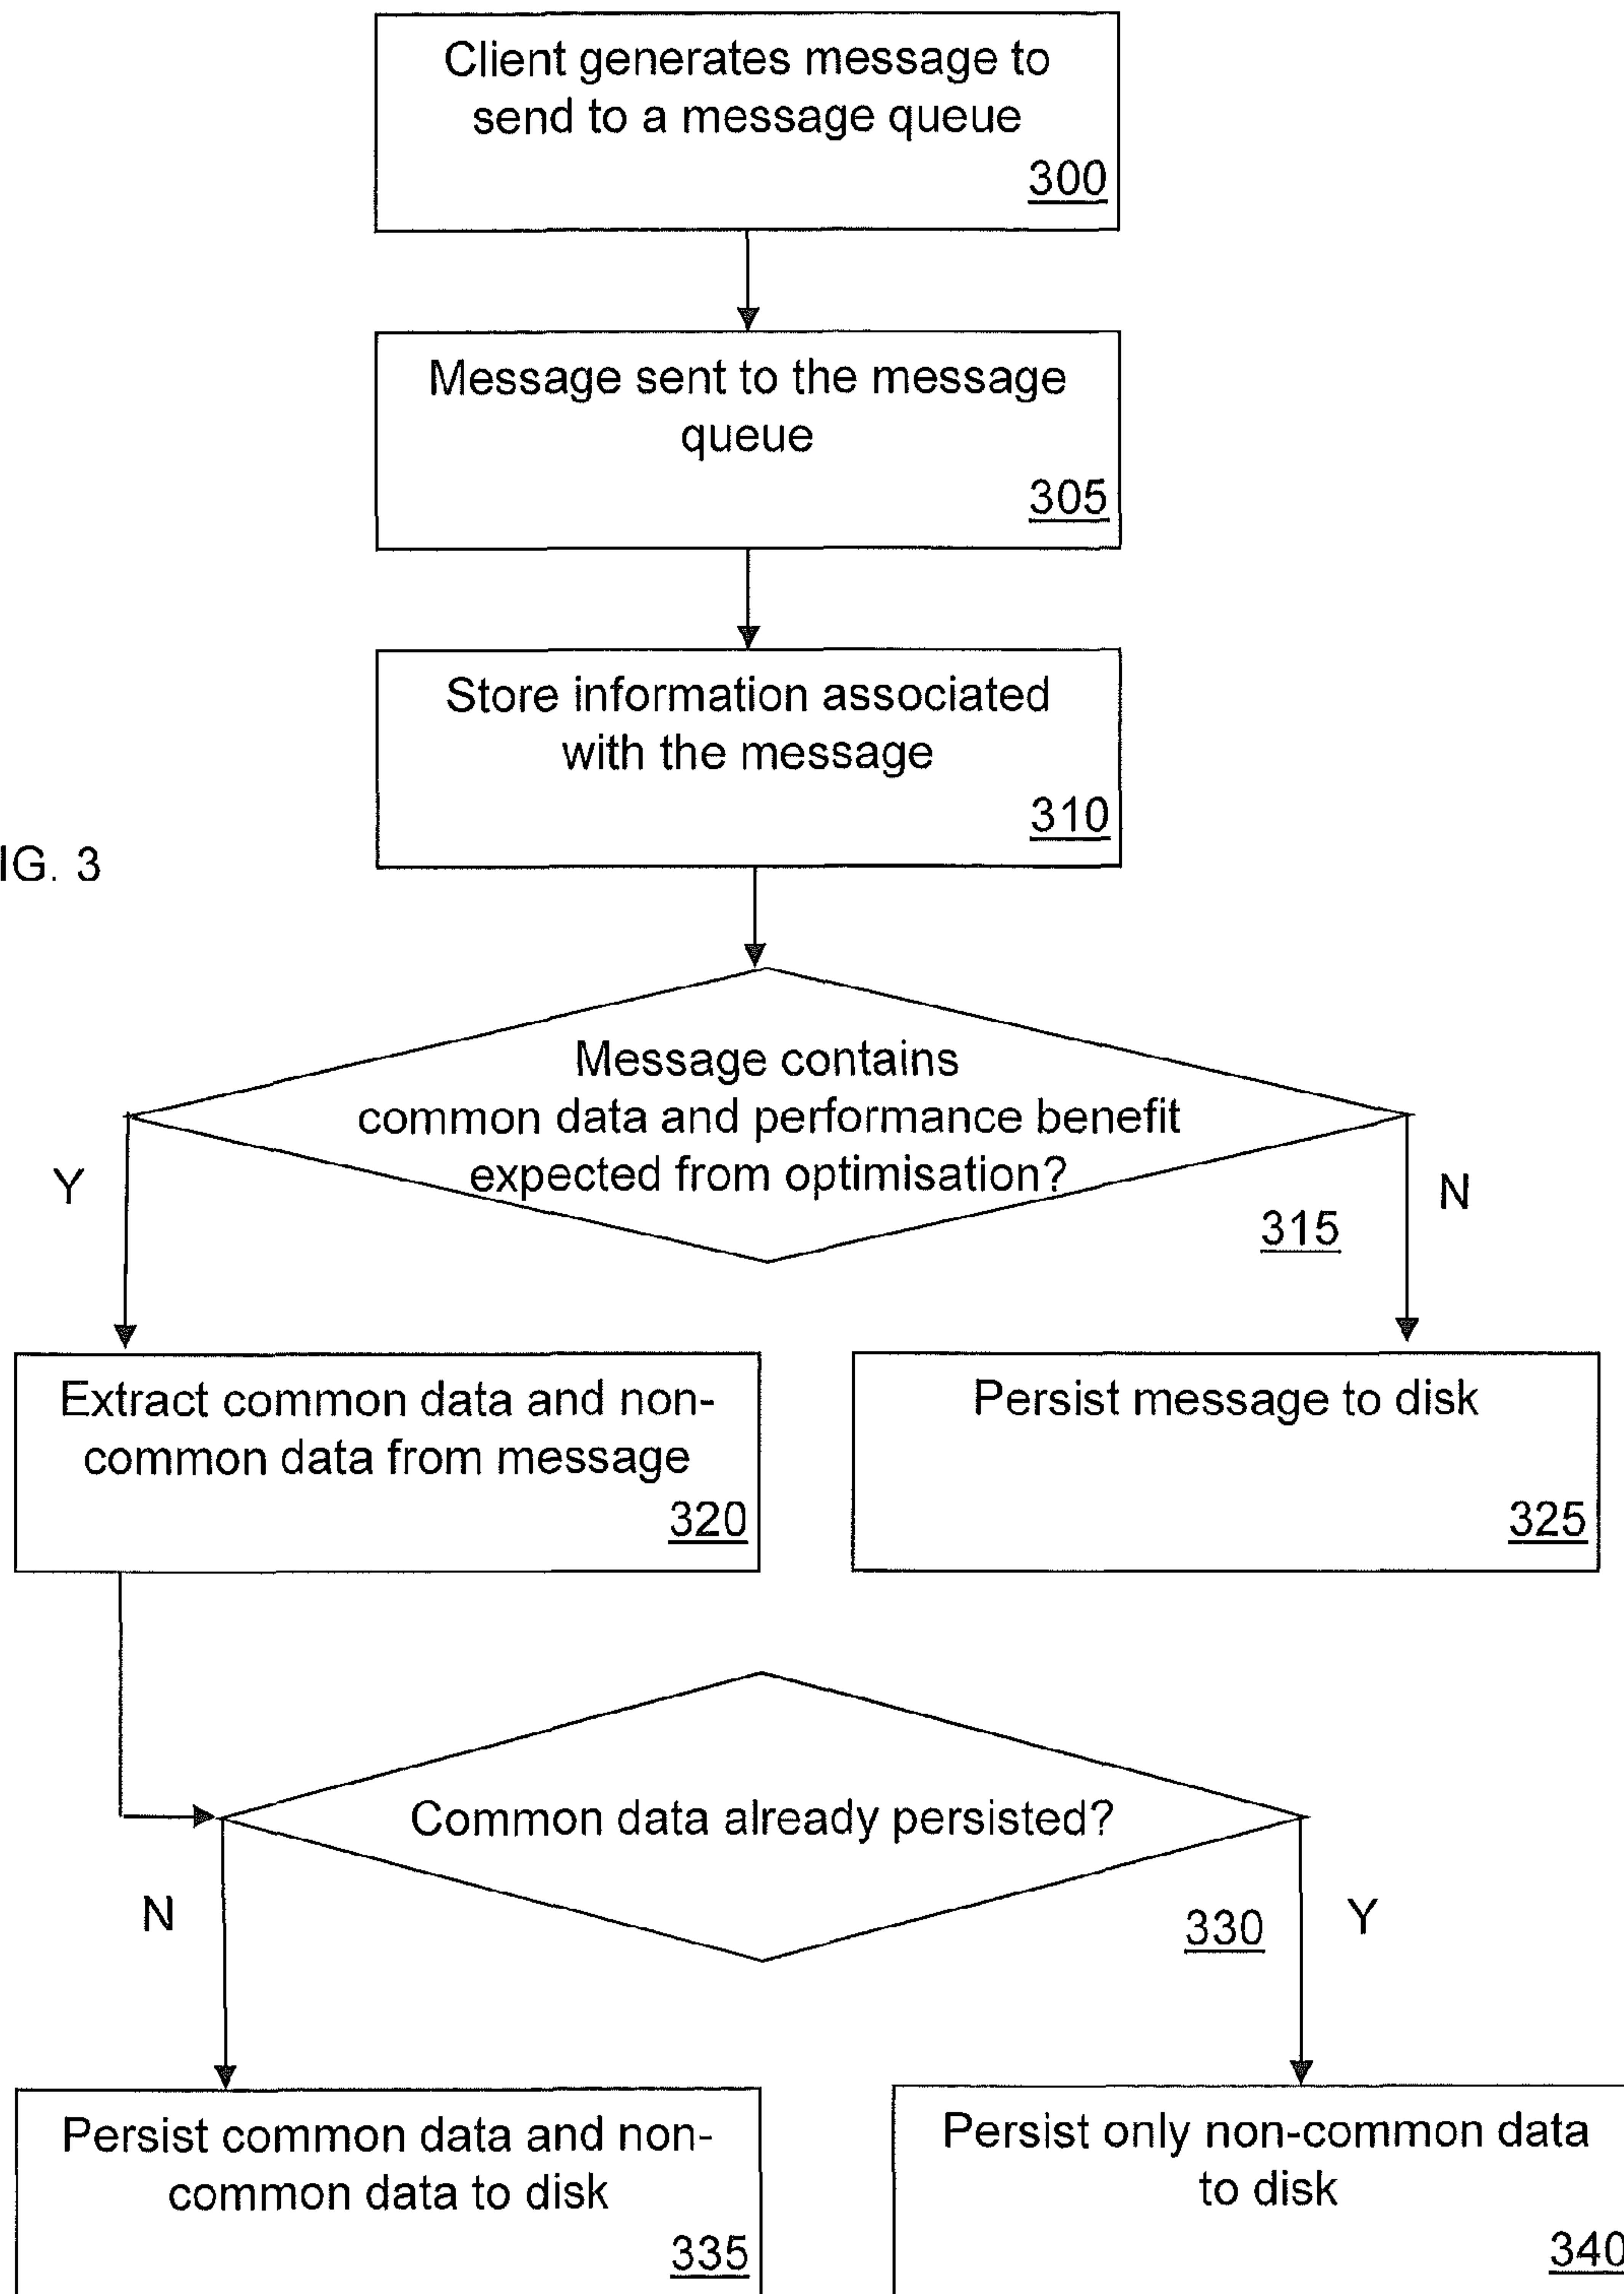 Client generates message to
send to a message queue
300
Message sent to the message
queue
305
Store information associated
with the message
310
IG. 3
Message contains
common data and performance benefit
expected from optimisation?
315
Y
N
Extract common data and non-
common data from message
320
Persist message to disk
325
Common data already persisted?
330
N
Y
Persist common data and non-
common data to disk
335
Persist only non-common data
to disk
340